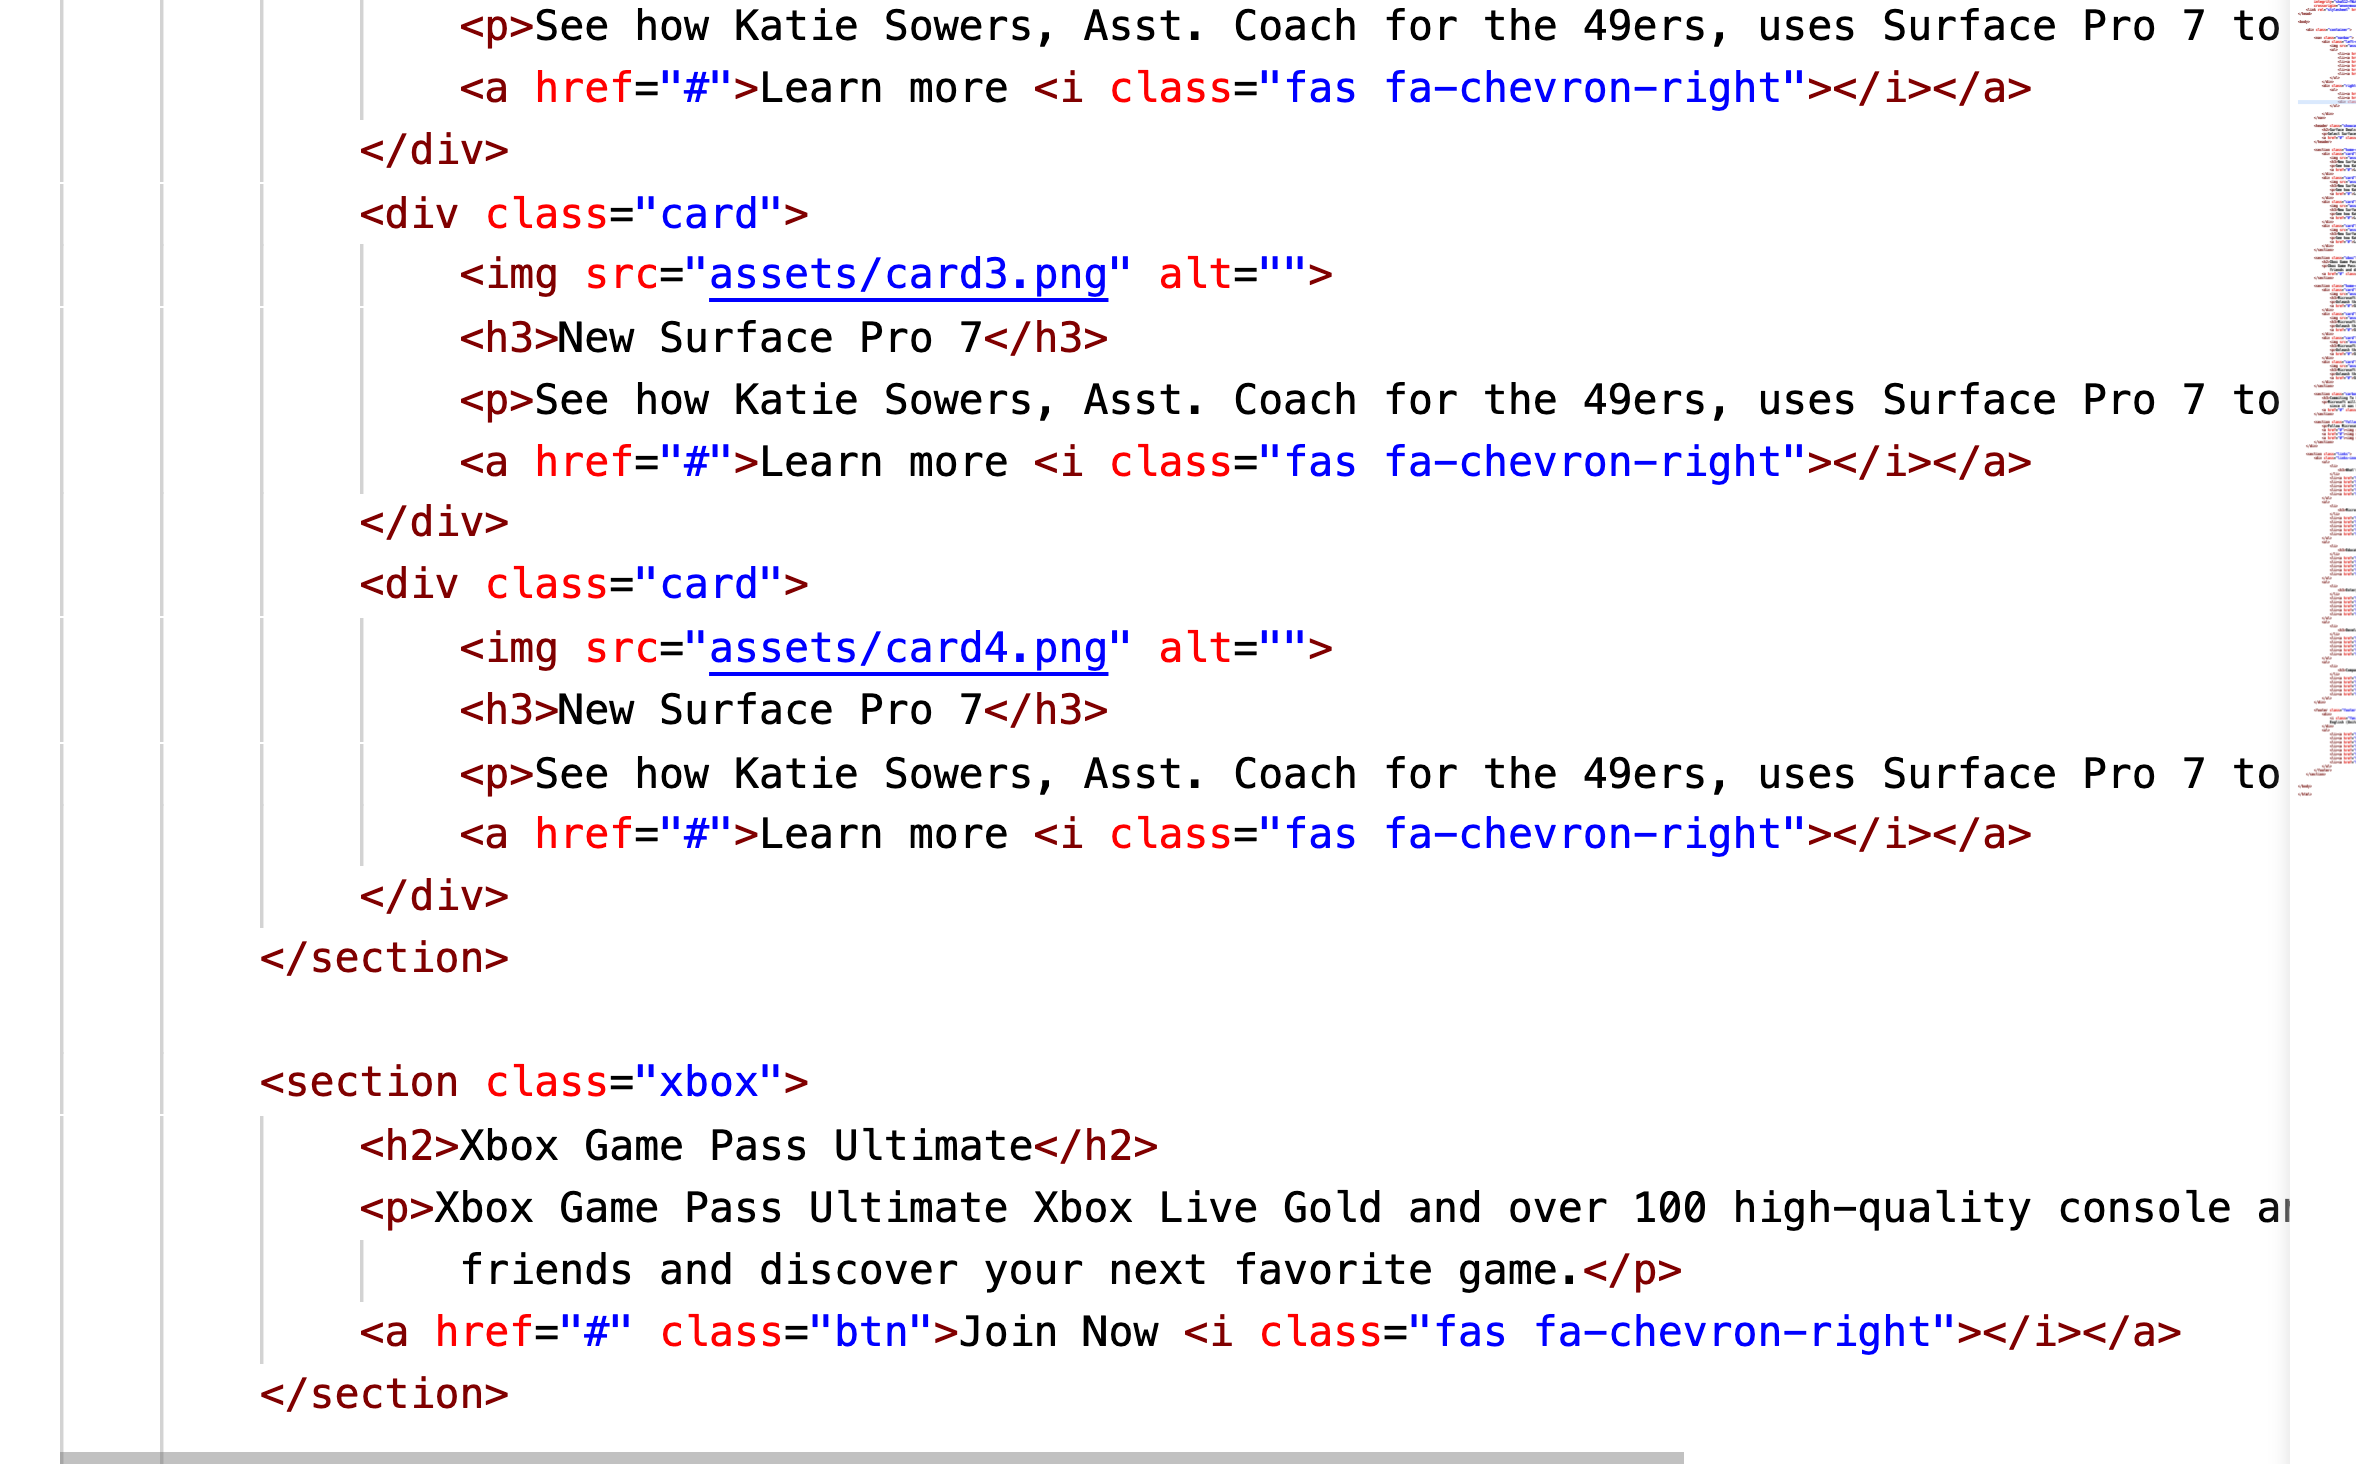 <p>See how Katie Sowers, Asst. Coach for the 49ers, uses Surface Pro 7 to
<a href="#">Learn more <i class="fas fa-chevron-right"></i></a>
</div>
<div class="card">
<img src="assets/card3.png" alt="">
<h3>New Surface Pro 7</h3>
<p>See how Katie Sowers, Asst. Coach for the 49ers, uses Surface Pro 7 to
<a href="#">Learn more <i class="fas fa-chevron-right"></i></a>
</div>
<div class="card">
<img src="assets/card4.png" alt="">
<h3>New Surface Pro 7</h3>
<p>See how Katie Sowers, Asst. Coach for the 49ers, uses Surface Pro 7 to
<a href="#">Learn more <i class="fas fa-chevron-right"></i></a>
</div>
</section>
<section class="xbox">
<h2>Xbox Game Pass Ultimate</h2>
<p>Xbox Game Pass Ultimate Xbox Live Gold and over 100 high-quality console
friends and discover your next favorite game.</p>
<a href="#" class="btn">Join Now <i class="fas fa-chevron-right"></i></a>
</section>